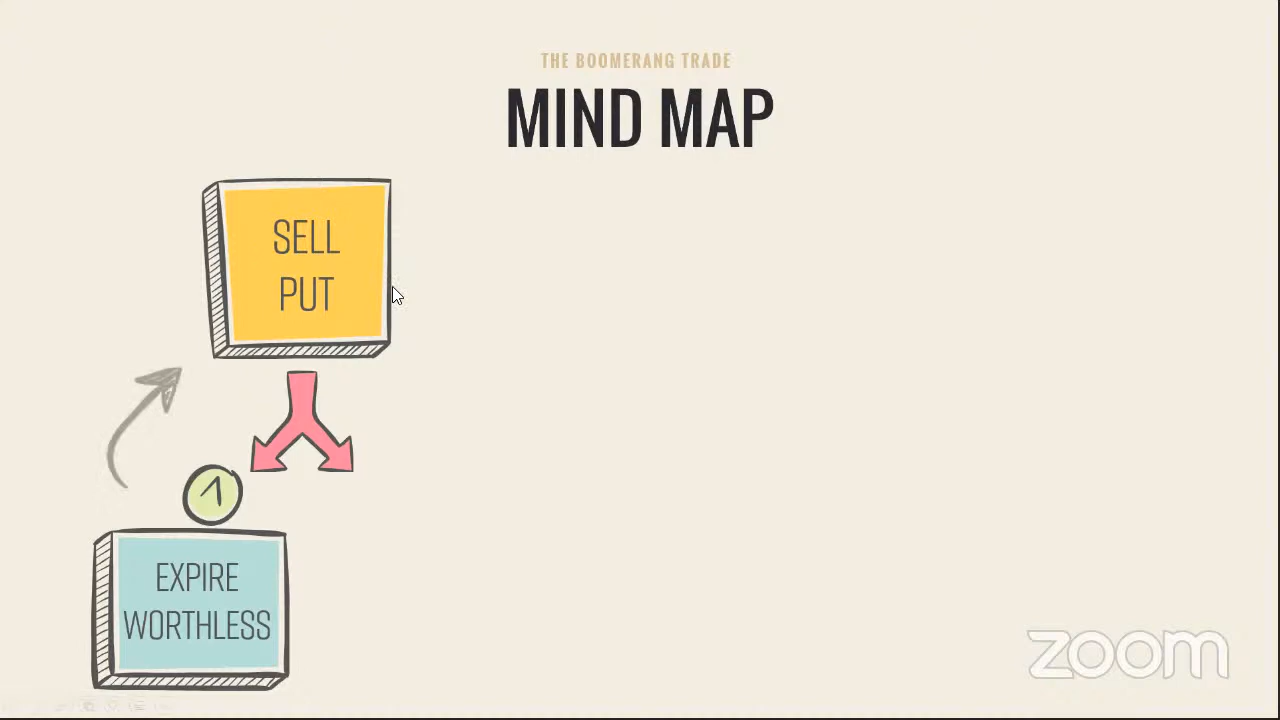 THE BOOMERANG TRADE
MIND MAP
SELL
PUT
1
EXPIRE
WORTHLESS
zoom